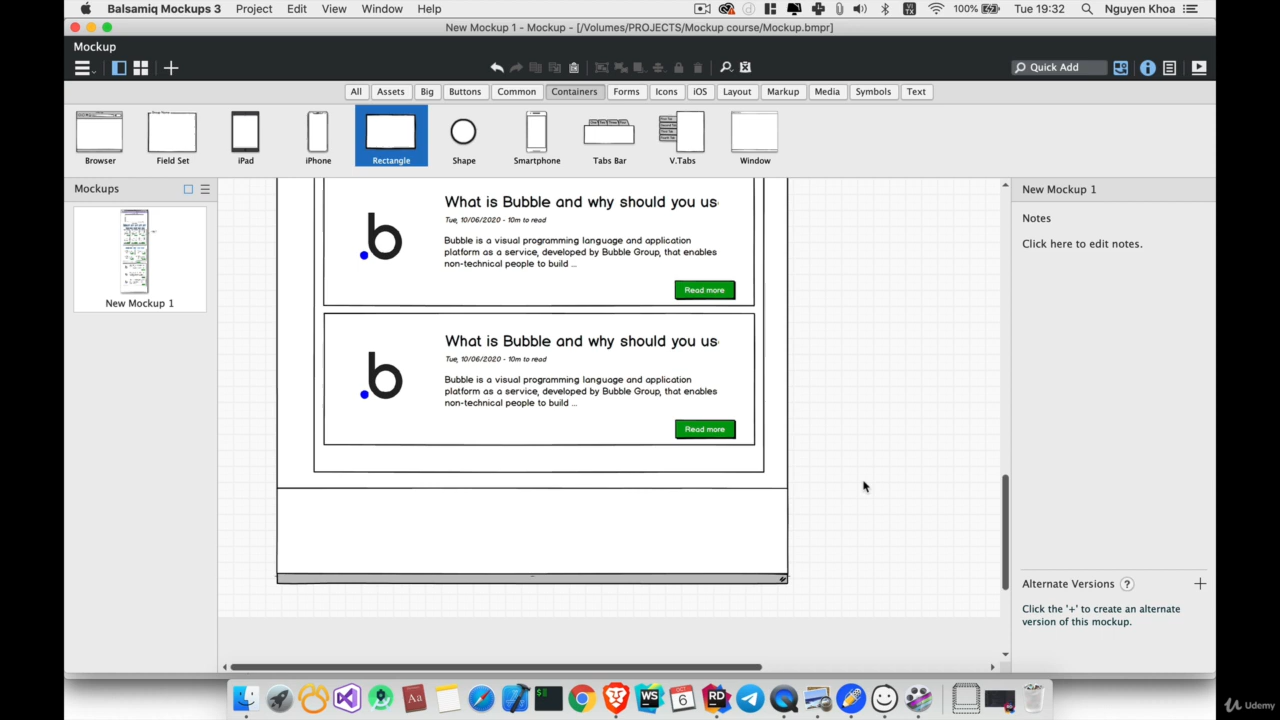 Balsamiq Mockups 3 Project Edit View Window Help 100% Tue 19:32 Nguyen Khoa
New Mockup 1 - Mockup - [/Volumes/PROJECTS/Mockup course/Mockup.bmpr]
Mockup
Quick Add
All Assets Big Buttons Common Containers Forms Icons iOS Layout Markup Media Symbols Text
Browser Field Set iPad iPhone Rectangle Shape Smartphone Tabs Bar V.Tabs Window
Mockups
New Mockup 1
What is Bubble and why should you us
Tue, 10/06/2020 - 10m to read
Bubble is a visual programming language and application
platform as a service, developed by Bubble Group, that enables
non-technical people to build ...
Read more
What is Bubble and why should you us
Tue, 10/06/2020 - 10m to read
Bubble is a visual programming language and application
platform as a service, developed by Bubble Group, that enables
non-technical people to build ...
Read more
New Mockup 1
Notes
Click here to edit notes.
Alternate Versions ?
Click the '+' to create an alternate
version of this mockup.
Udemy